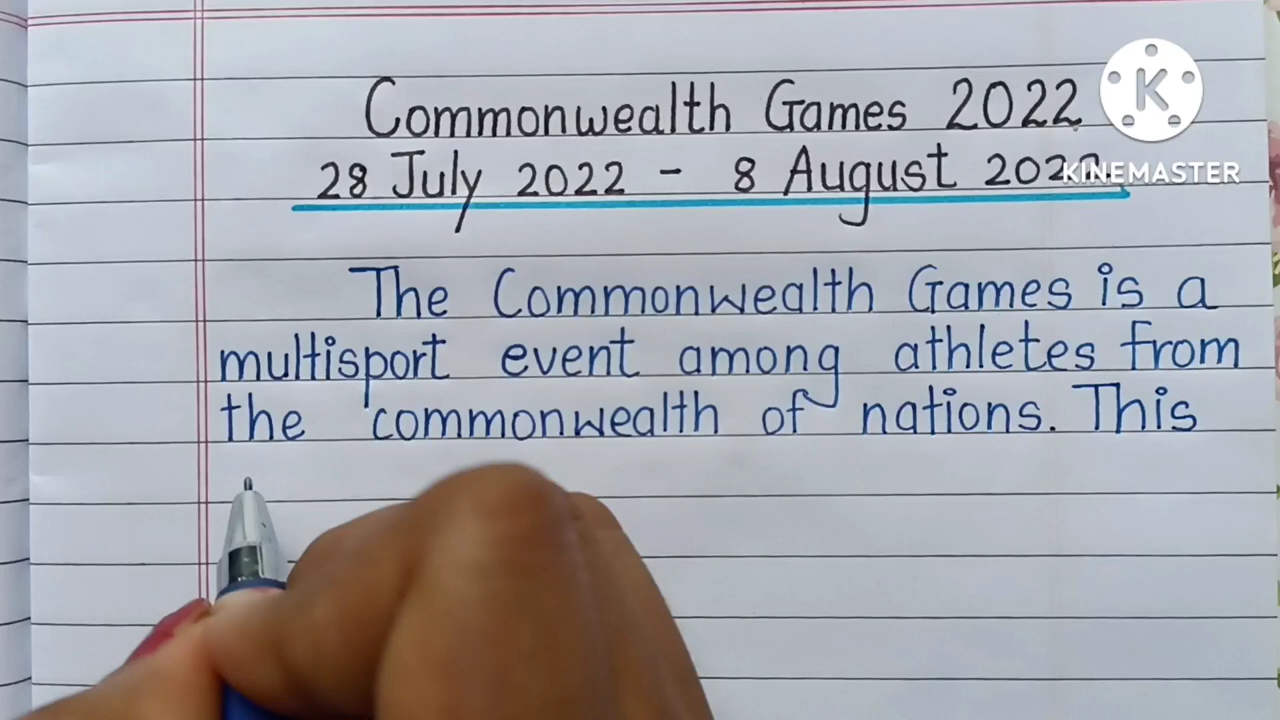 Commonwealth Games 2022
28 July 2022 - 8 August 2022
K
KINEMASTER
The Commonwealth Games is a
multisport event among athletes from
the commonwealth of nations. This